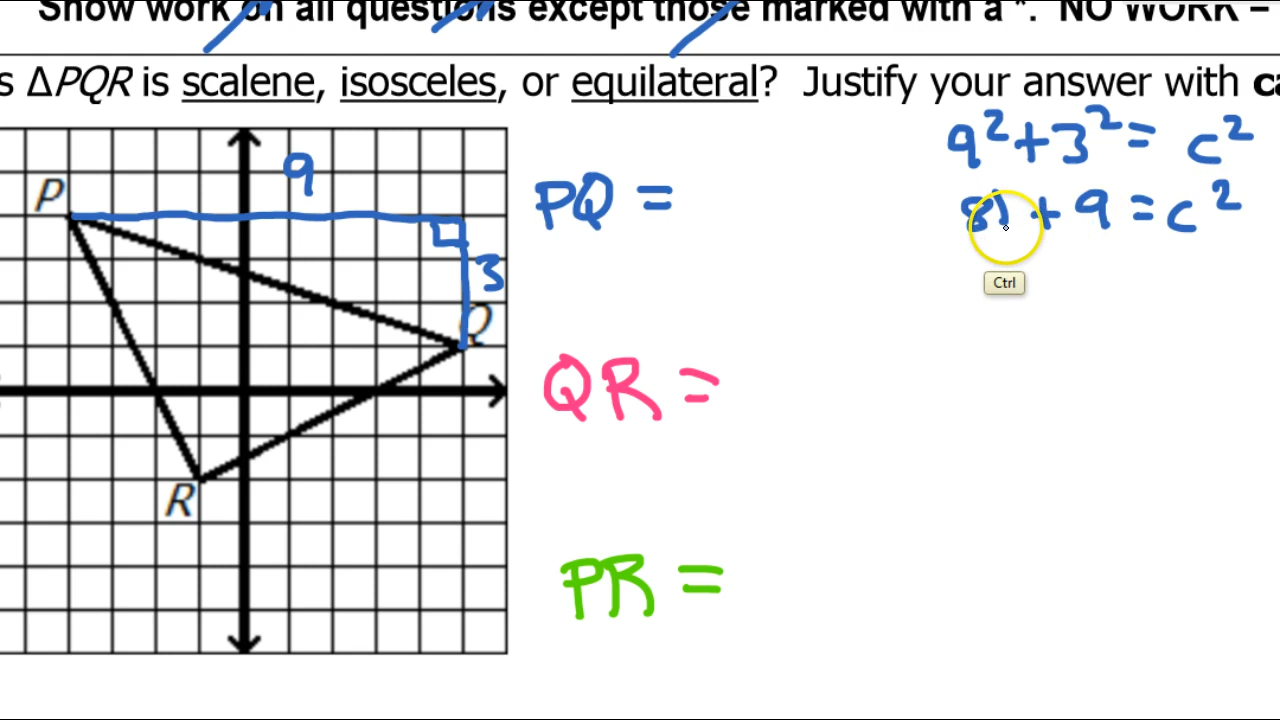 Show work on all questions except those marked with a *. NO WORK =
s ΔPQR is scalene, isosceles, or equilateral? Justify your answer with ca
9² + 3² = c²
P
9
PQ =
81 + 9 = c²
3
Ctrl
Q
QR =
R
PR =